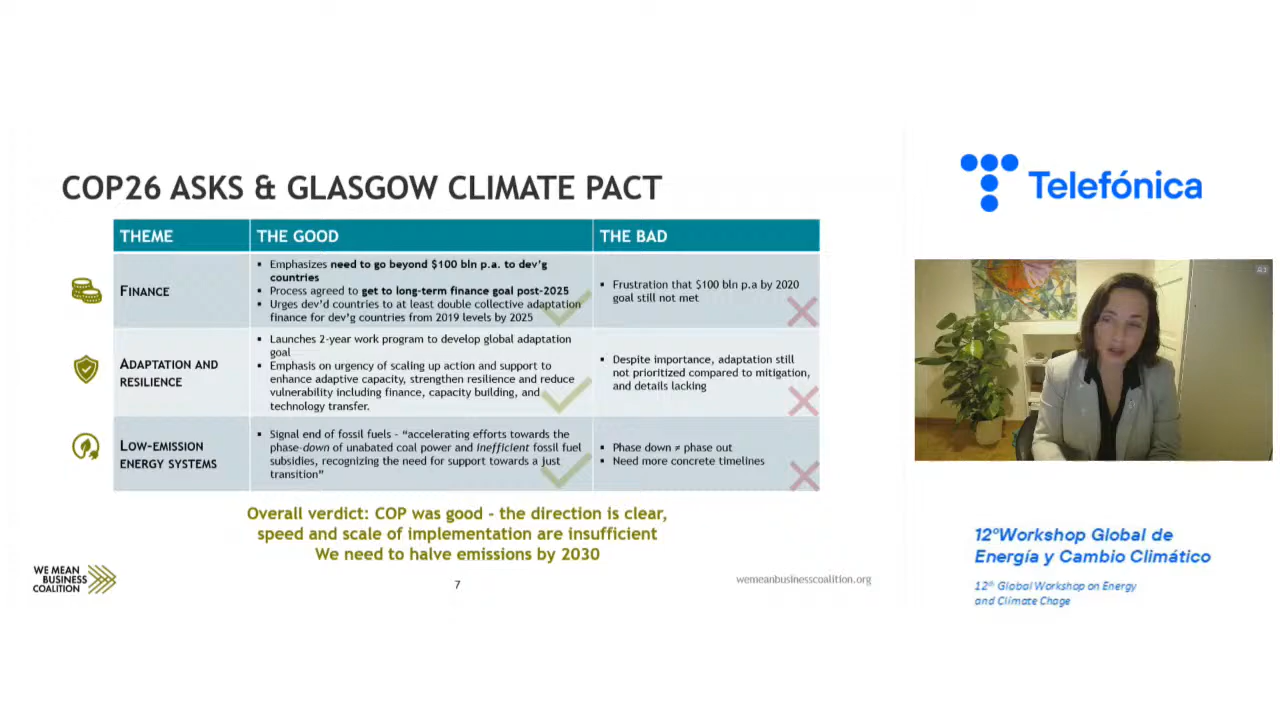 COP26 ASKS & GLASGOW CLIMATE PACT
THEME
THE GOOD
THE BAD
FINANCE
▪ Emphasizes need to go beyond $100 bln p.a. to dev'g
countries
▪ Process agreed to get to long-term finance goal post-2025
▪ Urges dev'd countries to at least double collective adaptation
finance for dev'g countries from 2019 levels by 2025
▪ Frustration that $100 bln p.a by 2020
goal still not met
ADAPTATION AND
RESILIENCE
▪ Launches 2-year work program to develop global adaptation
goal
▪ Emphasis on urgency of scaling up action and support to
enhance adaptive capacity, strengthen resilience and reduce
vulnerability including finance, capacity building, and
technology transfer.
▪ Despite importance, adaptation still
not prioritized compared to mitigation,
and details lacking
LOW-EMISSION
ENERGY SYSTEMS
▪ Signal end of fossil fuels - “accelerating efforts towards the
phase-down of unabated coal power and inefficient fossil fuel
subsidies, recognizing the need for support towards a just
transition”
▪ Phase down ≠ phase out
▪ Need more concrete timelines
Overall verdict: COP was good - the direction is clear,
speed and scale of implementation are insufficient
We need to halve emissions by 2030
WE MEAN
BUSINESS
COALITION
7
wemeanbusinesscoalition.org
Telefónica
12ºWorkshop Global de
Energía y Cambio Climático
12th Global Workshop on Energy
and Climate Chage